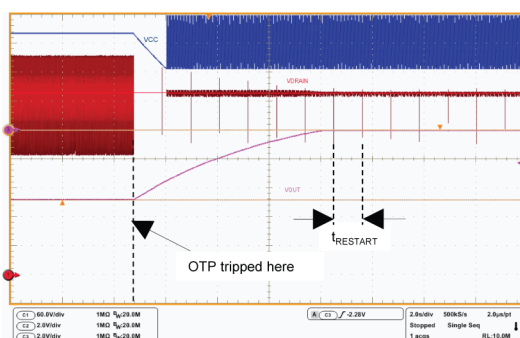 VCC
VDRAIN
VOUT
tRESTART
OTP tripped here
C1 60.0V/div 1MΩ BW:20.0M
C2 2.0V/div 1MΩ BW:20.0M
C3 2.0V/div 1MΩ BW:20.0M
A C3 -2.28V
2.0s/div 500kS/s 2.0μs/pt
Stopped Single Seq
1 acqs RL:10.0M